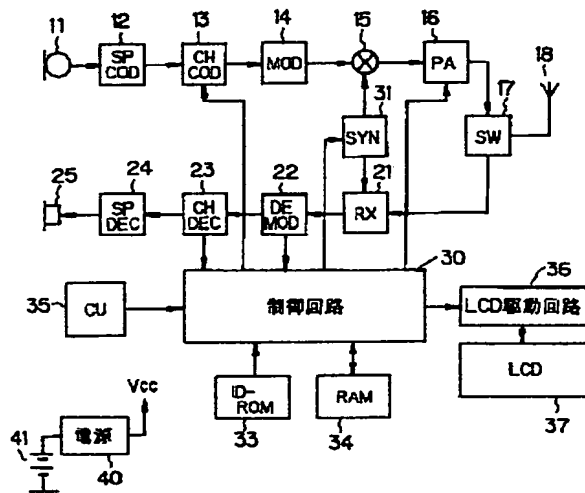 11
12
13
14
15
16
SP
COD
CH
COD
MOD
PA
18
17
SW
31
SYN
25
24
23
22
21
SP
DEC
CH
DEC
DE
MOD
RX
30
制御回路
35
CU
36
LCD駆動回路
LCD
37
ID-
ROM
33
RAM
34
Vcc
41
電源
40